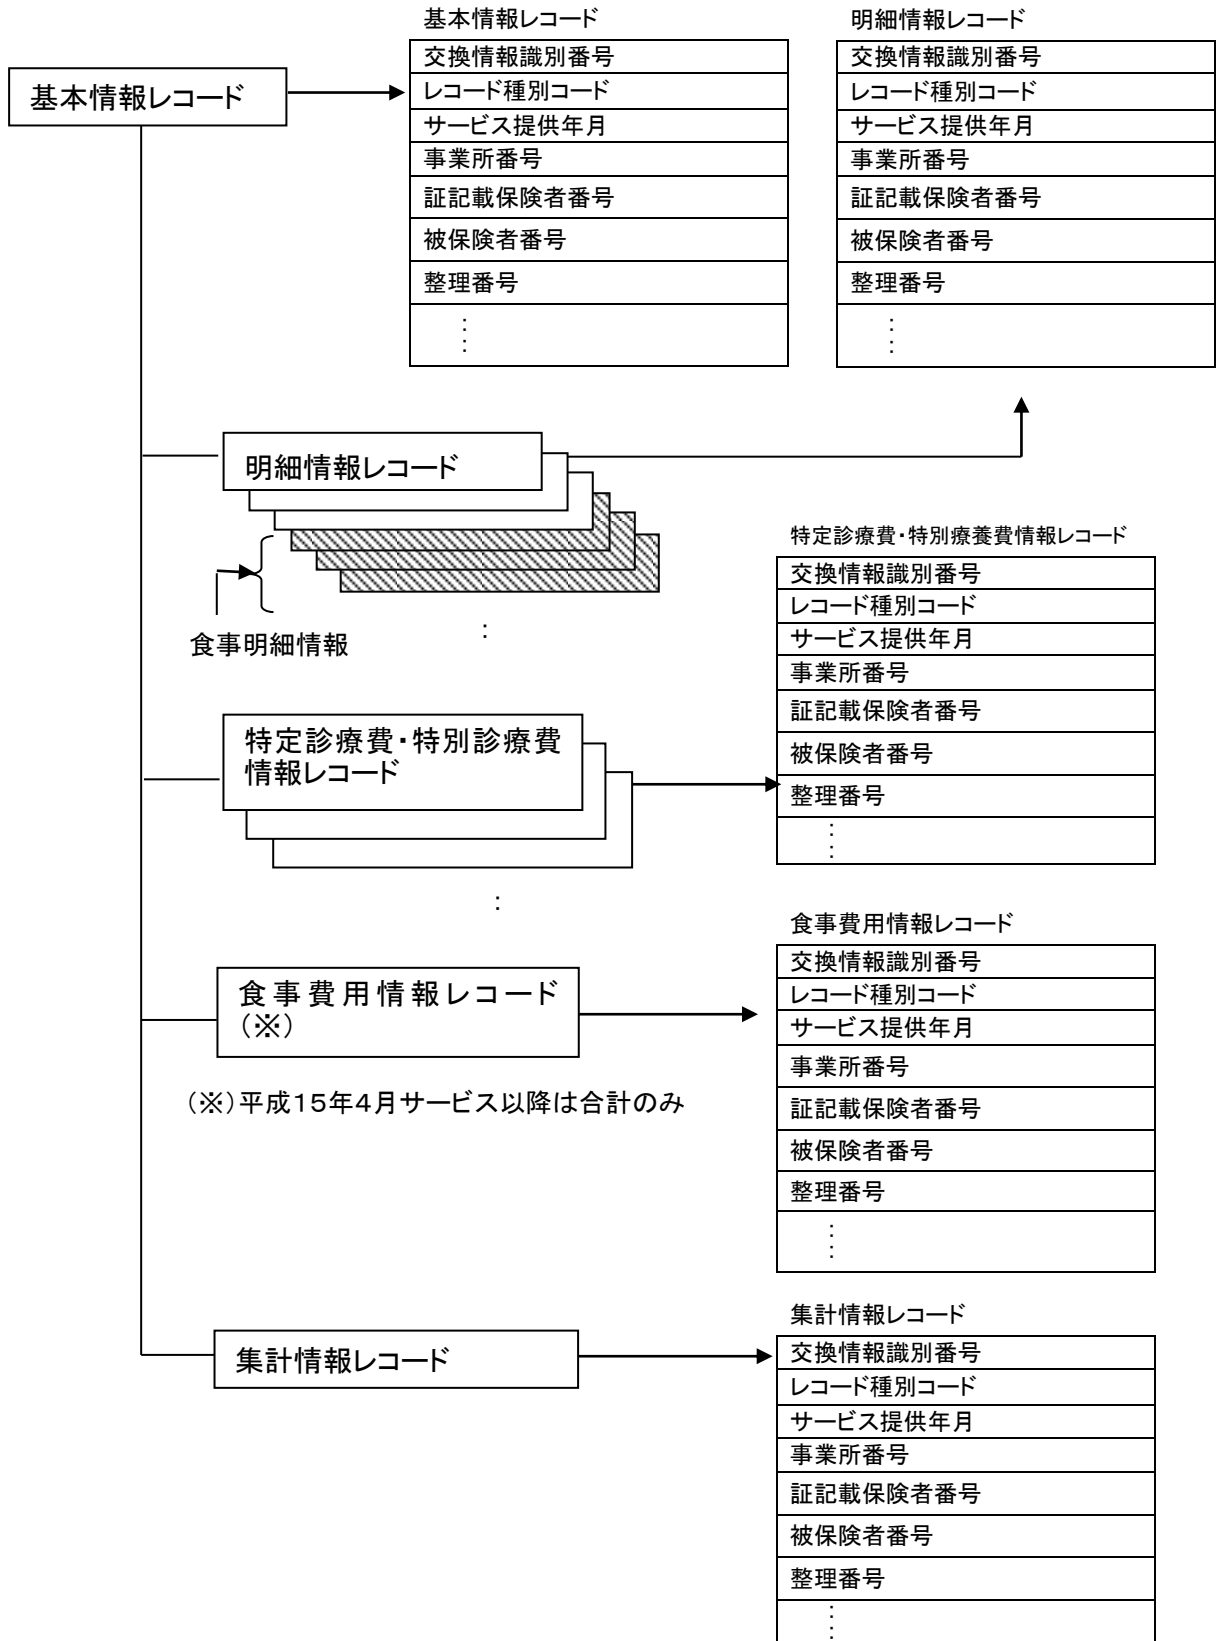 基本情報レコード
基本情報レコード
交換情報識別番号
レコード種別コード
サービス提供年月
事業所番号
証記載保険者番号
被保険者番号
整理番号
：
：
明細情報レコード
交換情報識別番号
レコード種別コード
サービス提供年月
事業所番号
証記載保険者番号
被保険者番号
整理番号
：
：
明細情報レコード
食事明細情報
：
特定診療費・特別療養費情報レコード
交換情報識別番号
レコード種別コード
サービス提供年月
事業所番号
証記載保険者番号
被保険者番号
整理番号
：
：
特定診療費・特別診療費
情報レコード
：
食事費用情報レコード
交換情報識別番号
レコード種別コード
サービス提供年月
事業所番号
証記載保険者番号
被保険者番号
整理番号
：
：
食事費用情報レコード
（※）
（※）平成１５年４月サービス以降は合計のみ
集計情報レコード
集計情報レコード
交換情報識別番号
レコード種別コード
サービス提供年月
事業所番号
証記載保険者番号
被保険者番号
整理番号
：
：